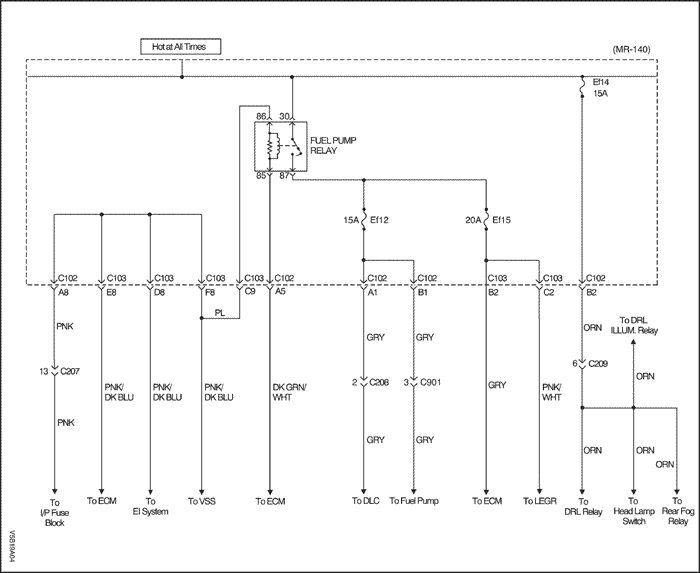 Hot at All Times
(MR-140)
Ef14
15A
86
30
FUEL PUMP
RELAY
85
87
15A
Ef12
20A
Ef15
C102
C103
C103
C103
C103
C102
C102
C102
C103
C103
C102
A8
E8
D8
F8
C9
A5
A1
B1
B2
C2
B2
PL
PNK
GRY
GRY
ORN
To DRL
ILLUM. Relay
13
C207
2
C208
3
C901
6
C209
ORN
PNK/
DK BLU
PNK/
DK BLU
PNK/
DK BLU
DK GRN/
WHT
GRY
PNK/
WHT
PNK
GRY
GRY
ORN
ORN
ORN
To
I/P Fuse
Block
To ECM
To
EI System
To VSS
To ECM
To DLC
To Fuel Pump
To ECM
To LEGR
To
DRL Relay
To
Head Lamp
Switch
To
Rear Fog
Relay
V5B19A04